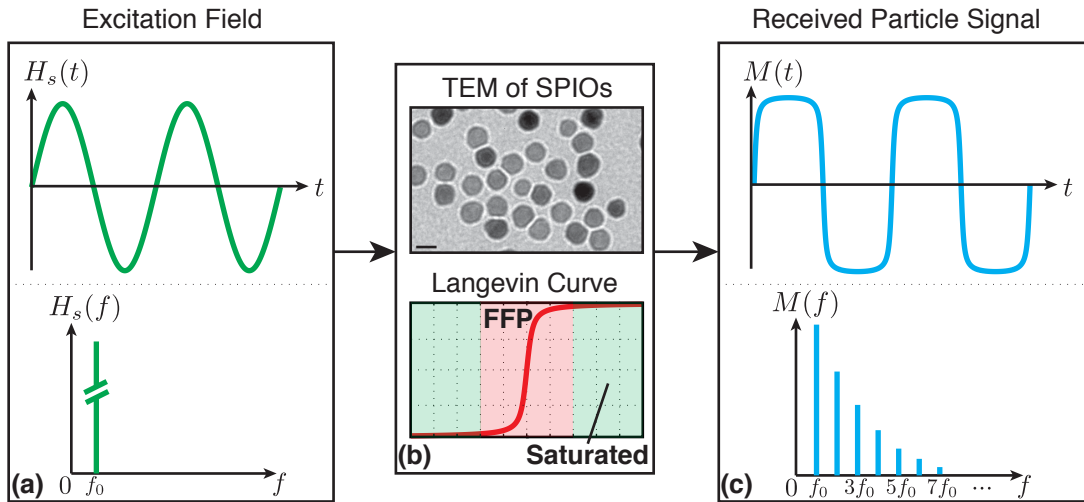 Excitation Field
H_s(t)
t
H_s(f)
0
f_0
f
(a)
TEM of SPIOs
Langevin Curve
FFP
Saturated
(b)
Received Particle Signal
M(t)
t
M(f)
0 f_0 3f_0 5f_0 7f_0 ...
f
(c)